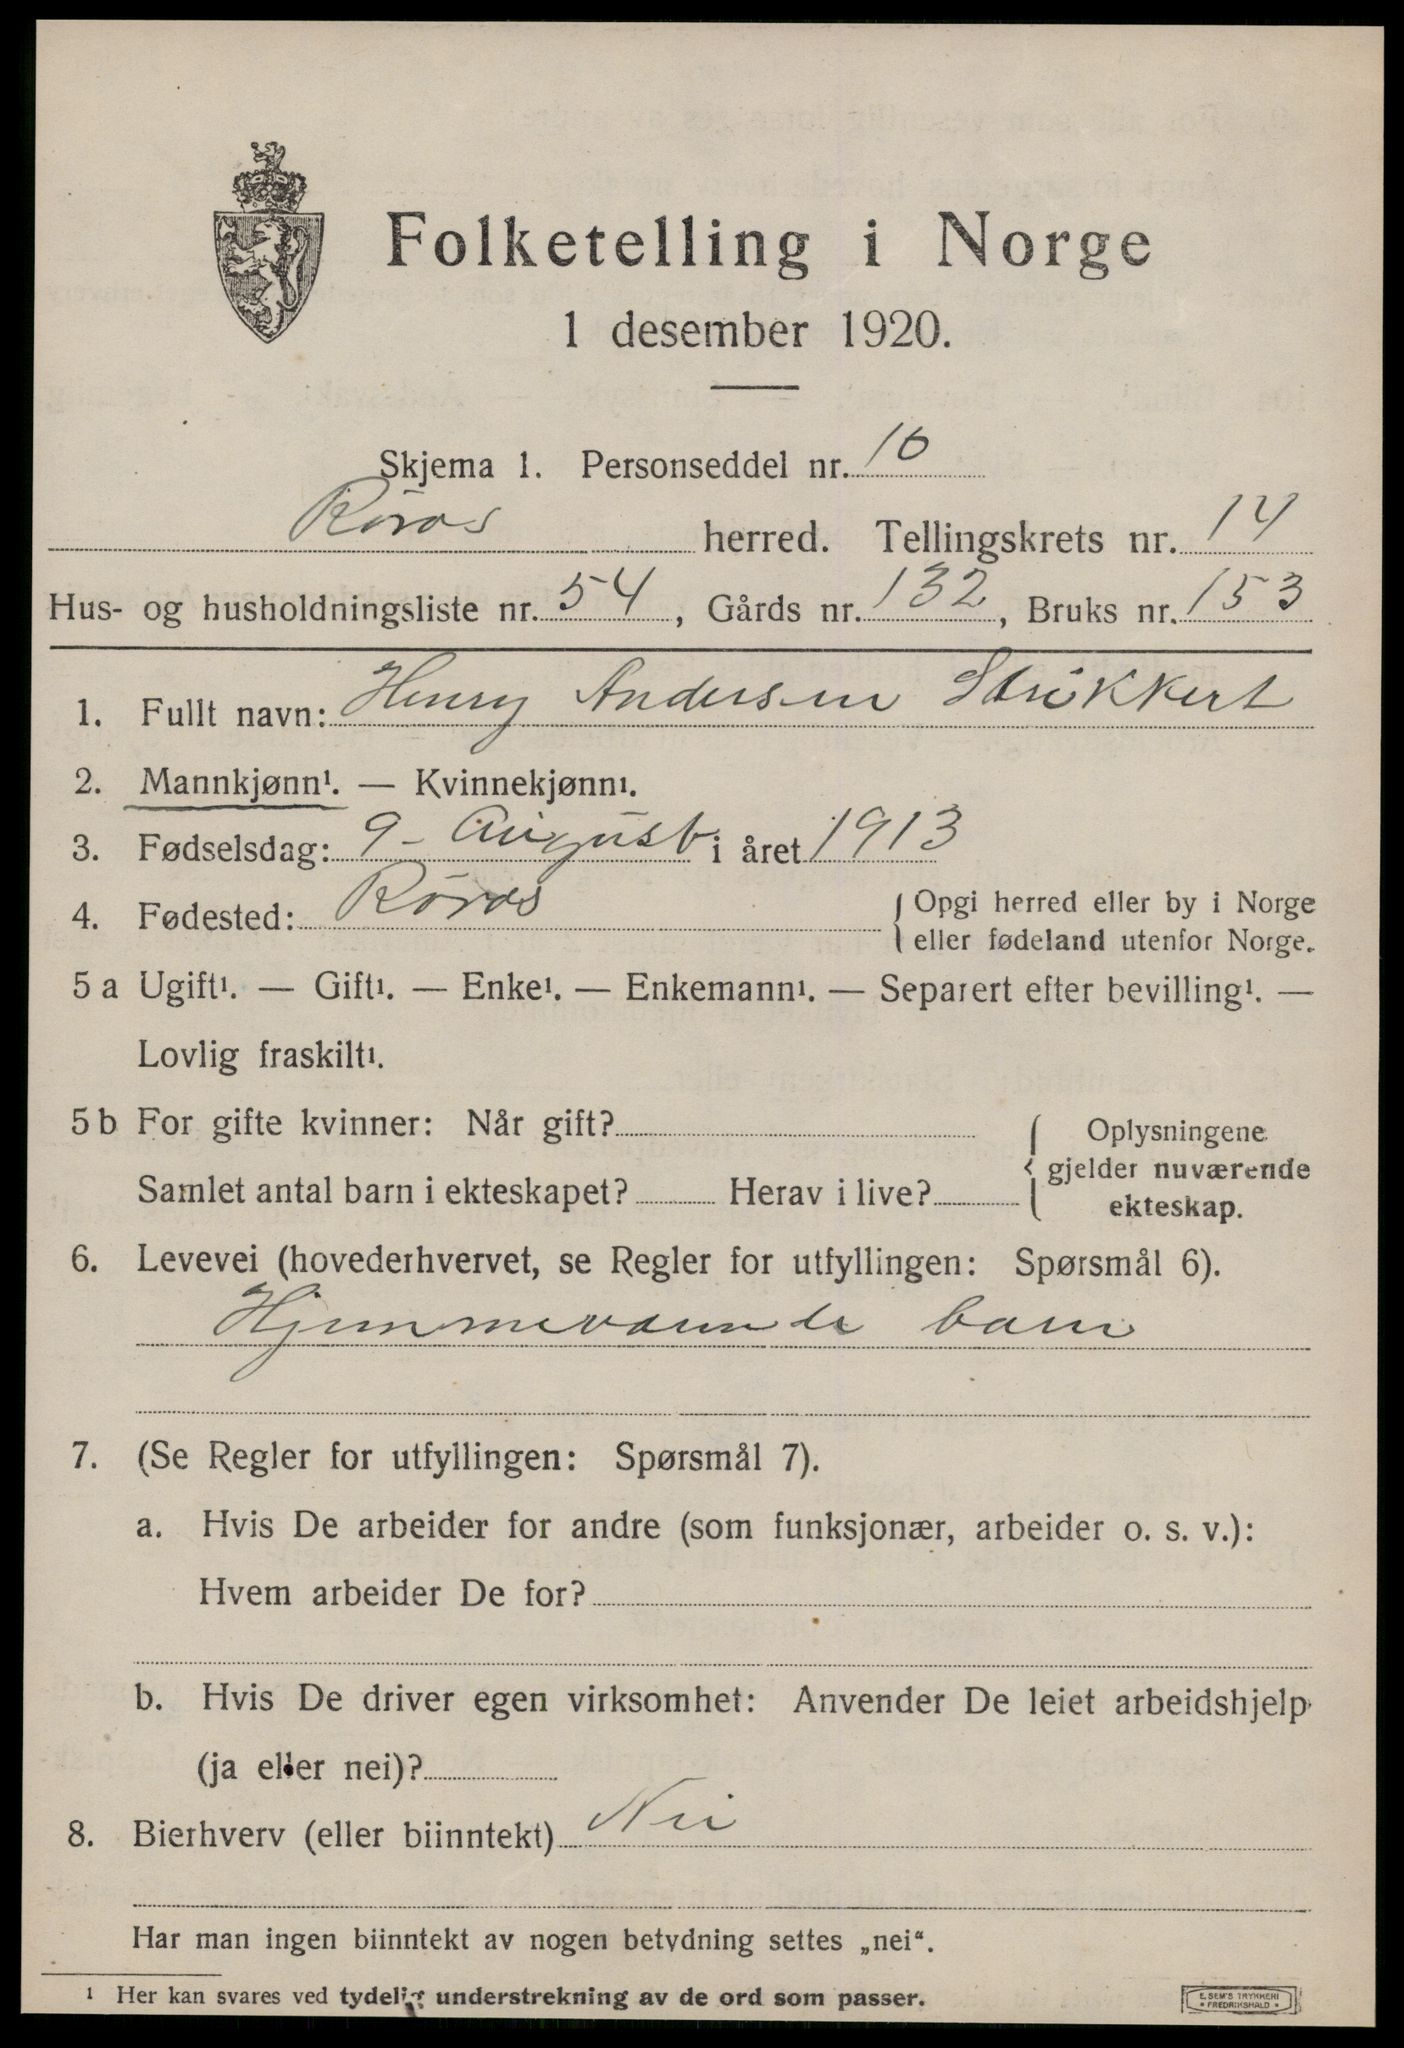 Folketelling i Norge
1 desember 1920.
Skjema 1. Personseddel nr. 10
Röros herred. Tellingskrets nr. 14
Hus- og husholdningsliste nr. 54, Gårds nr. 132, Bruks nr. 153
1. Fullt navn: Henry Andersen Strikkert
2. Mannkjønn¹. — Kvinnekjønn¹.
3. Fødselsdag: 9- August i året 1913
4. Fødested: Röros { Opgi herred eller by i Norge
eller fødeland utenfor Norge.
5 a Ugift¹. — Gift¹. — Enke¹. — Enkemann¹. — Separert efter bevilling¹. —
Lovlig fraskilt¹.
5 b For gifte kvinner: Når gift? { Oplysningene
gjelder nuværende
ekteskap.
Samlet antal barn i ekteskapet? Herav i live?
6. Levevei (hovederhvervet, se Regler for utfyllingen: Spørsmål 6).
Hjemmeværende barn
7. (Se Regler for utfyllingen: Spørsmål 7).
a. Hvis De arbeider for andre (som funksjonær, arbeider o. s. v.):
Hvem arbeider De for?
b. Hvis De driver egen virksomhet: Anvender De leiet arbeidshjelp
(ja eller nei)?
8. Bierhverv (eller biinntekt) Nei
Har man ingen biinntekt av nogen betydning settes „nei“.
¹ Her kan svares ved tydelig understrekning av de ord som passer.
E. SEM'S TRYKKERI
FREDRIKSHALD